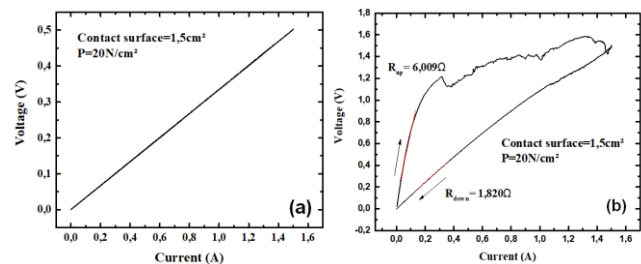 0,5
0,4
0,3
0,2
0,1
0,0
Voltage (V)
Contact surface=1,5cm²
P=20N/cm²
(a)
0,0 0,2 0,4 0,6 0,8 1,0 1,2 1,4 1,6
Current (A)
1,8
1,6
1,4
1,2
1,0
0,8
0,6
0,4
0,2
0,0
-0,2
Voltage (V)
R_up = 6,009Ω
Contact surface=1,5cm²
P=20N/cm²
R_down = 1,820Ω
(b)
0,0 0,2 0,4 0,6 0,8 1,0 1,2 1,4 1,6
Current (A)